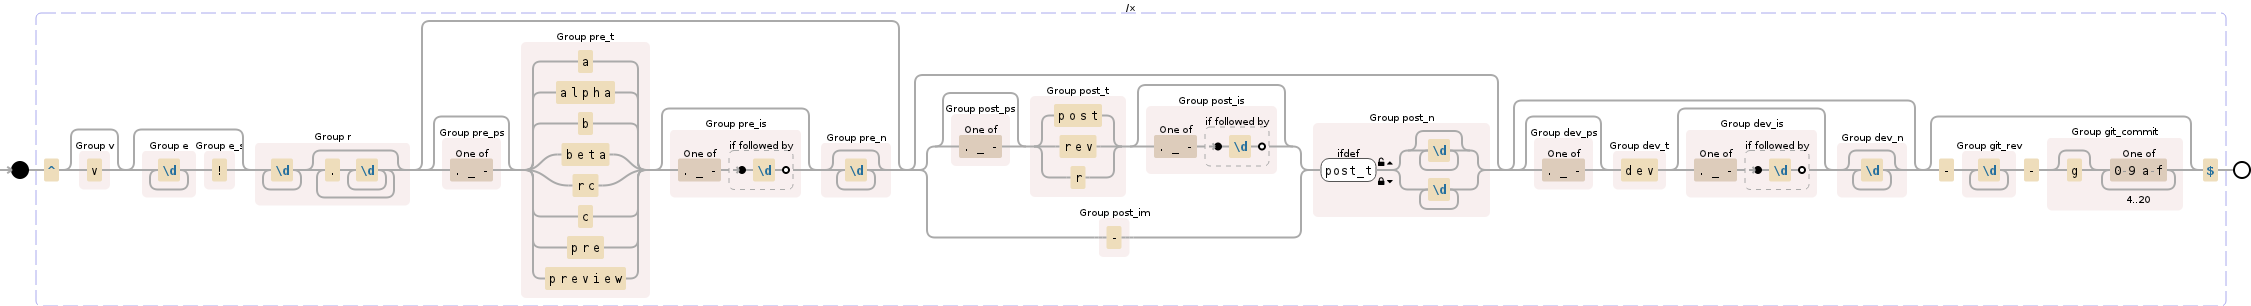 /x
^
Group v
v
Group e
\d
Group e_s
!
Group r
\d
.
\d
Group pre_ps
One of
. _ -
Group pre_t
a
alpha
b
beta
rc
c
pre
preview
Group pre_is
One of
. _ -
if followed by
\d
Group pre_n
\d
Group post_ps
One of
. _ -
Group post_t
post
rev
r
Group post_is
One of
. _ -
if followed by
\d
Group post_im
-
Group post_n
ifdef
post_t
\d
\d
Group dev_ps
One of
. _ -
Group dev_t
dev
Group dev_is
One of
. _ -
if followed by
\d
Group dev_n
\d
-
Group git_rev
\d
-
Group git_commit
g
One of
0-9 a-f
4..20
$